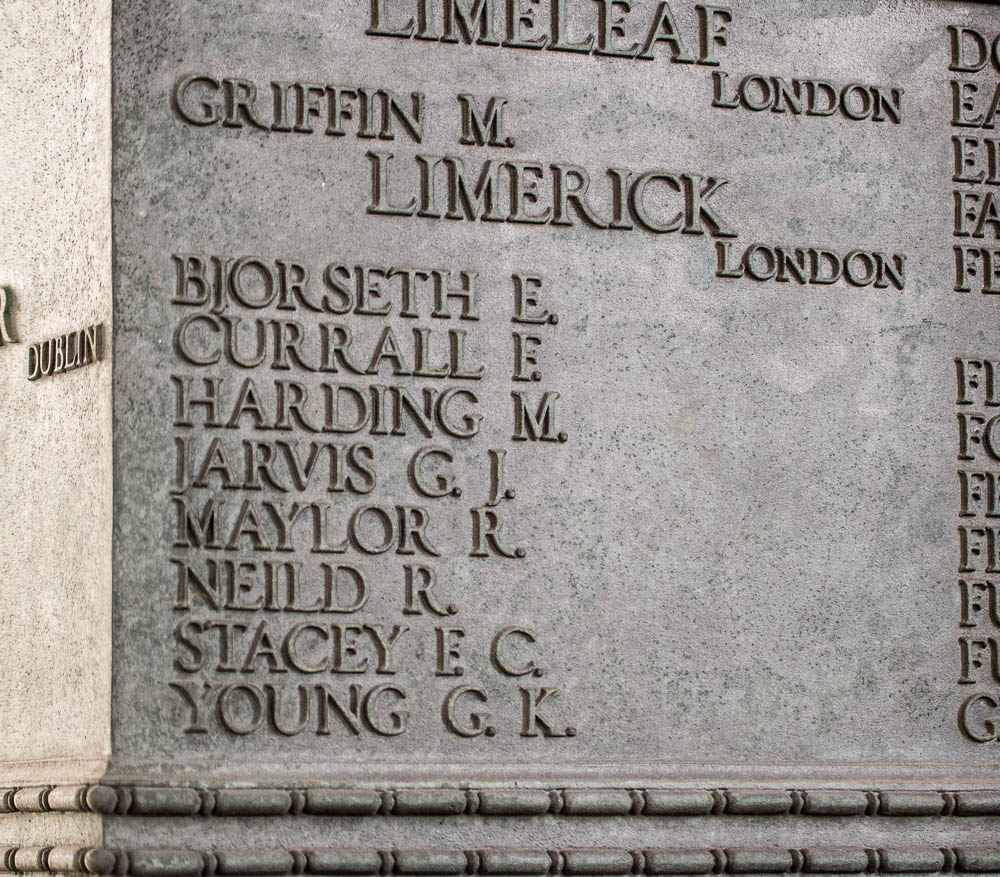 LIMELEAF
LONDON
GRIFFIN M.
LIMERICK
LONDON
BJORSETH E.
CURRALL F.
HARDING M.
JARVIS G. J.
MAYLOR R.
NEILD R.
STACEY F. C.
YOUNG G. K.
DUBLIN